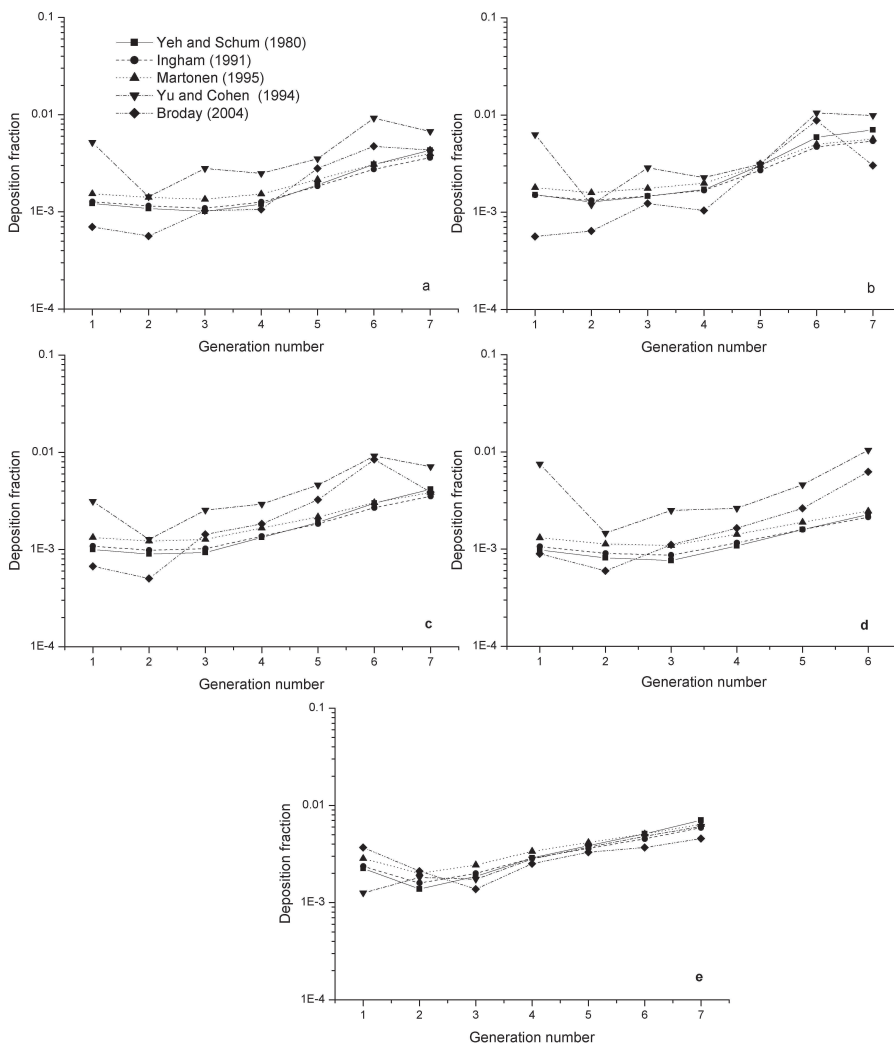 0.1
0.01
1E-3
1E-4
Deposition fraction
Yeh and Schum (1980)
Ingham (1991)
Martonen (1995)
Yu and Cohen (1994)
Broday (2004)
a
1 2 3 4 5 6 7
Generation number
0.1
0.01
1E-3
1E-4
Deposition fraction
b
1 2 3 4 5 6 7
Generation number
0.1
0.01
1E-3
1E-4
Deposition fraction
c
1 2 3 4 5 6 7
Generation number
0.1
0.01
1E-3
1E-4
Deposition fraction
d
1 2 3 4 5 6
Generation number
0.1
0.01
1E-3
1E-4
Deposition fraction
e
1 2 3 4 5 6 7
Generation number